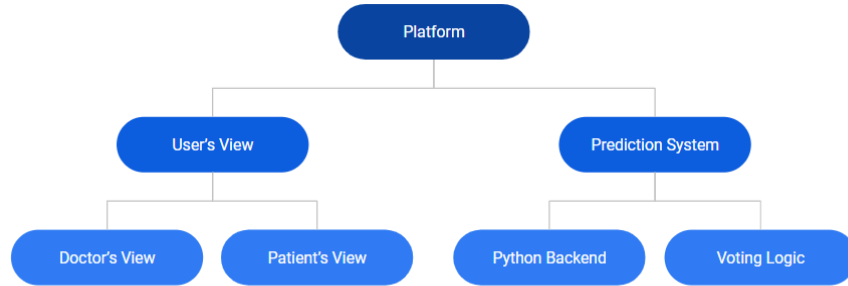 Platform
User's View
Prediction System
Doctor's View
Patient's View
Python Backend
Voting Logic